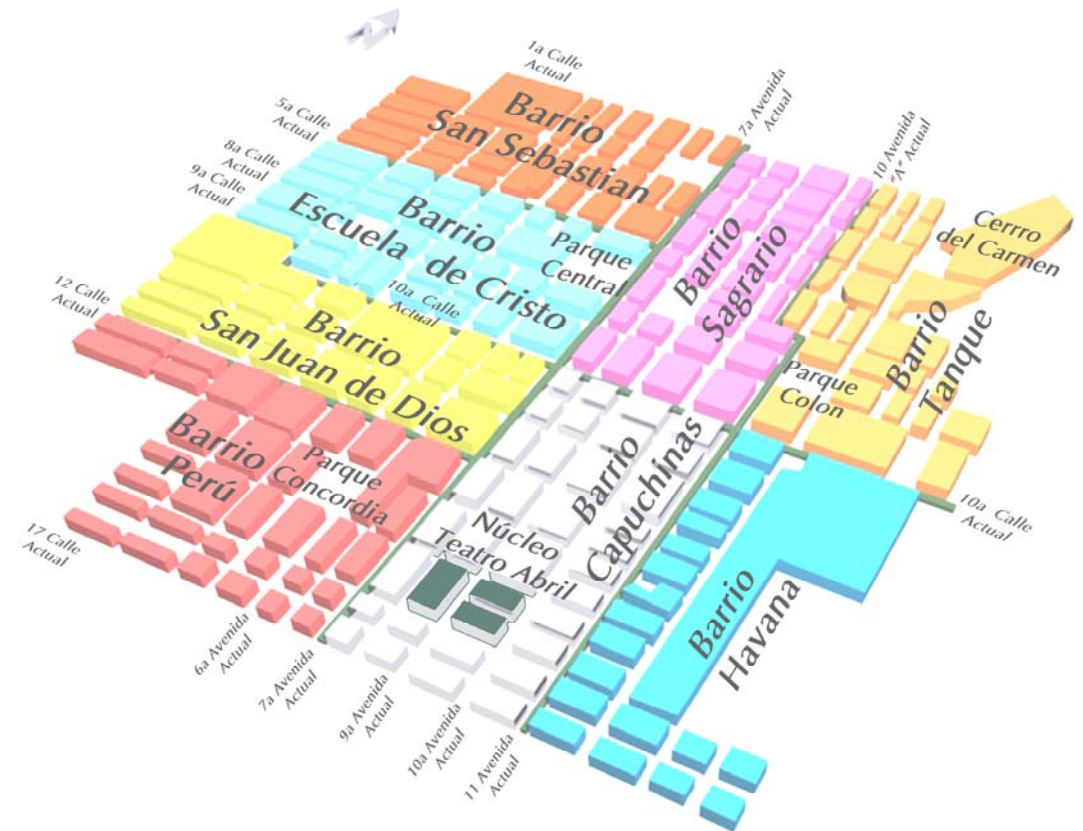 1a Calle
Actual
7a Avenida
Actual
10 Avenida
"A" Actual
5a Calle
Actual
8a Calle
Actual
9a Calle
Actual
Barrio
San Sebastian
Barrio
Escuela de Cristo
Parque
Central
Barrio
Sagrario
Cerrro
del Carmen
12 Calle
Actual
10a Calle
Actual
Barrio
San Juan de Dios
Parque
Colon
Barrio
Tanque
Barrio
Perú
Parque
Concordia
Núcleo
Teatro Abril
Barrio
Capuchinas
10a Calle
Actual
17 Calle
Actual
Barrio
Havana
6a Avenida
Actual
7a Avenida
Actual
9a Avenida
Actual
10a Avenida
Actual
11 Avenida
Actual